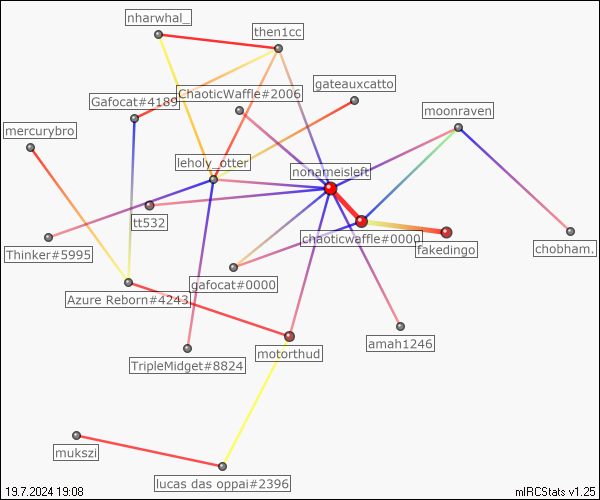 nharwhal_
then1cc
gateauxcatto
ChaoticWaffle#2006
Gafocat#4189
moonraven
mercurybro
leholy_otter
nonameisleft
tt532
chaoticwaffle#0000
fakedingo
chobham.
Thinker#5995
gafocat#0000
Azure Reborn#4243
amah1246
motorthud
TripleMidget#8824
mukszi
lucas das oppai#2396
19.7.2024 19:08
mIRCStats v1.25